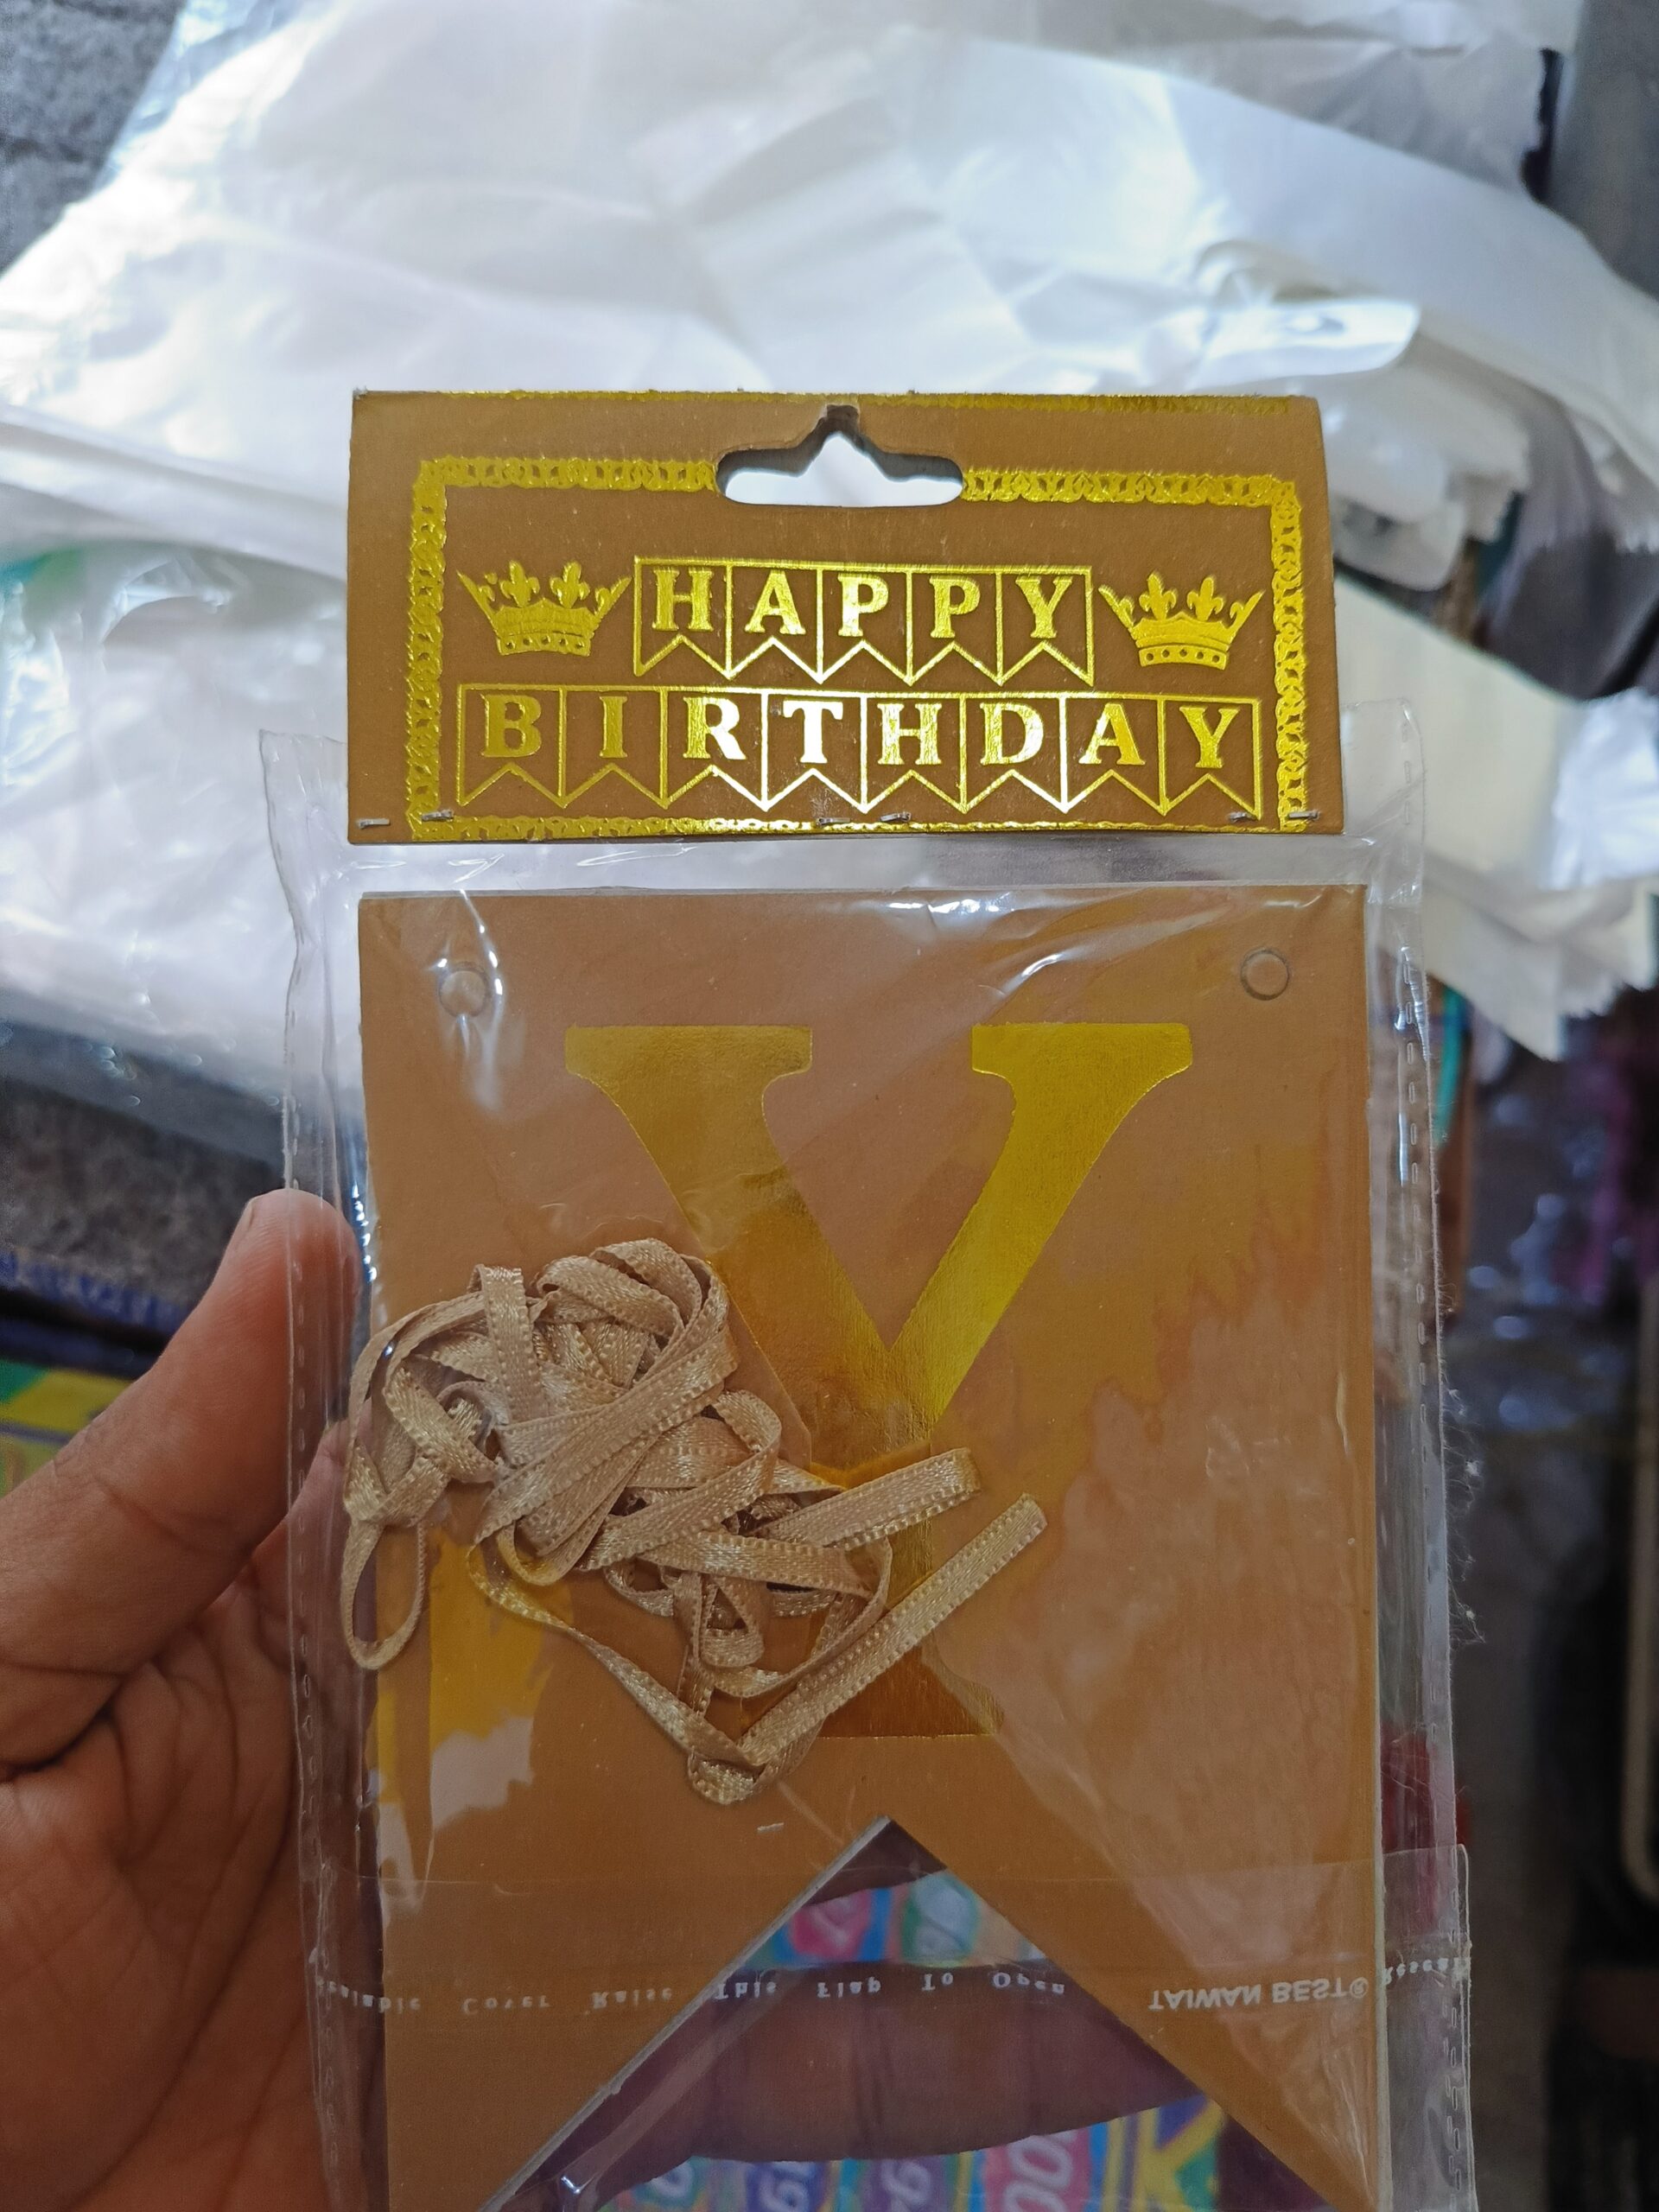 HAPPY
BIRTHDAY
Y
Cover Raise This Flap To Open TAIWAN BEST®